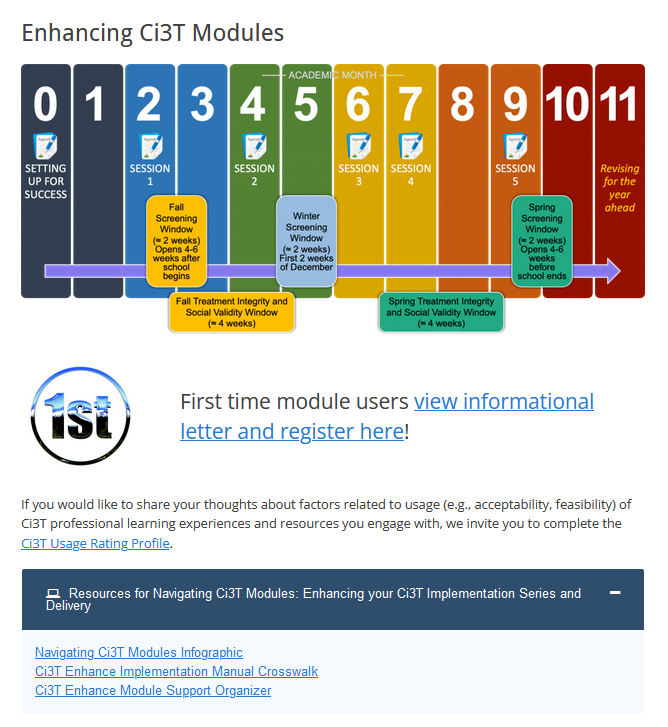 Enhancing Ci3T Modules
ACADEMIC MONTH
0 1 2 3 4 5 6 7 8 9 10 11
SETTING
UP FOR
SUCCESS
SESSION
1
SESSION
2
SESSION
3
SESSION
4
SESSION
5
Revising
for the
year
ahead
Fall
Screening
Window
(≈ 2 weeks)
Opens 4-6
weeks after
school
begins
Winter
Screening
Window
(≈ 2 weeks)
First 2 weeks
of December
Spring
Screening
Window
(≈ 2 weeks)
Opens 4-6
weeks
before
school ends
Fall Treatment Integrity and
Social Validity Window
(≈ 4 weeks)
Spring Treatment Integrity
and Social Validity Window
(≈ 4 weeks)
1st
First time module users view informational
letter and register here!
If you would like to share your thoughts about factors related to usage (e.g., acceptability, feasibility) of
Ci3T professional learning experiences and resources you engage with, we invite you to complete the
Ci3T Usage Rating Profile.
Resources for Navigating Ci3T Modules: Enhancing your Ci3T Implementation Series and
Delivery
Navigating Ci3T Modules Infographic
Ci3T Enhance Implementation Manual Crosswalk
Ci3T Enhance Module Support Organizer